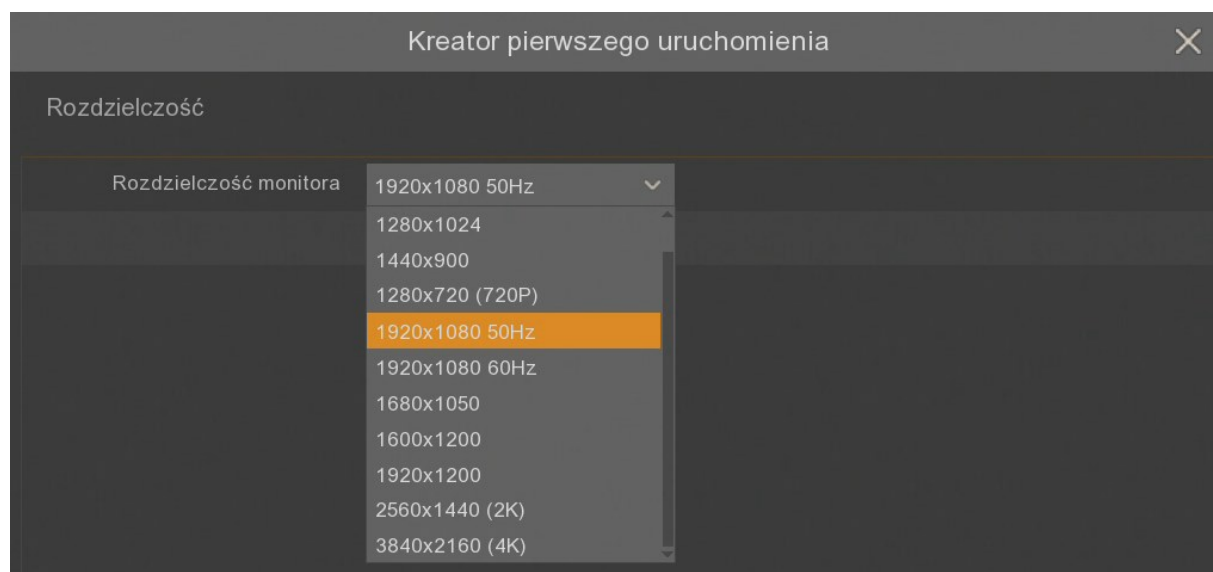 Kreator pierwszego uruchomienia
Rozdzielczość
Rozdzielczość monitora 1920x1080 50Hz
1280x1024
1440x900
1280x720 (720P)
1920x1080 50Hz
1920x1080 60Hz
1680x1050
1600x1200
1920x1200
2560x1440 (2K)
3840x2160 (4K)